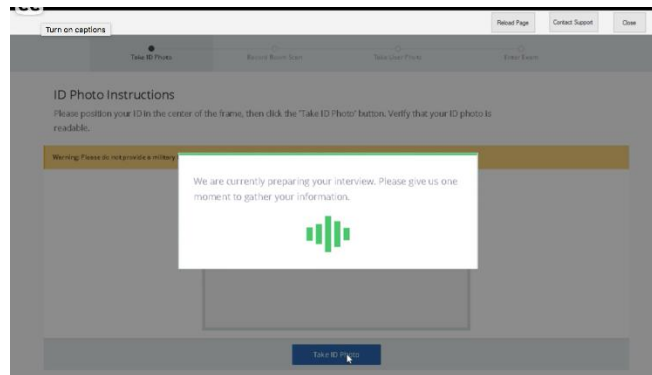 Turn on captions
Reload Page
Contact Support
Close
Take ID Photo
Record Room Scan
Take User Photo
Enter Exam
ID Photo Instructions
Please position your ID in the center of the frame, then click the 'Take ID Photo' button. Verify that your ID photo is
readable.
Warning: Please do not provide a military
We are currently preparing your interview. Please give us one
moment to gather your information.
Take ID Photo